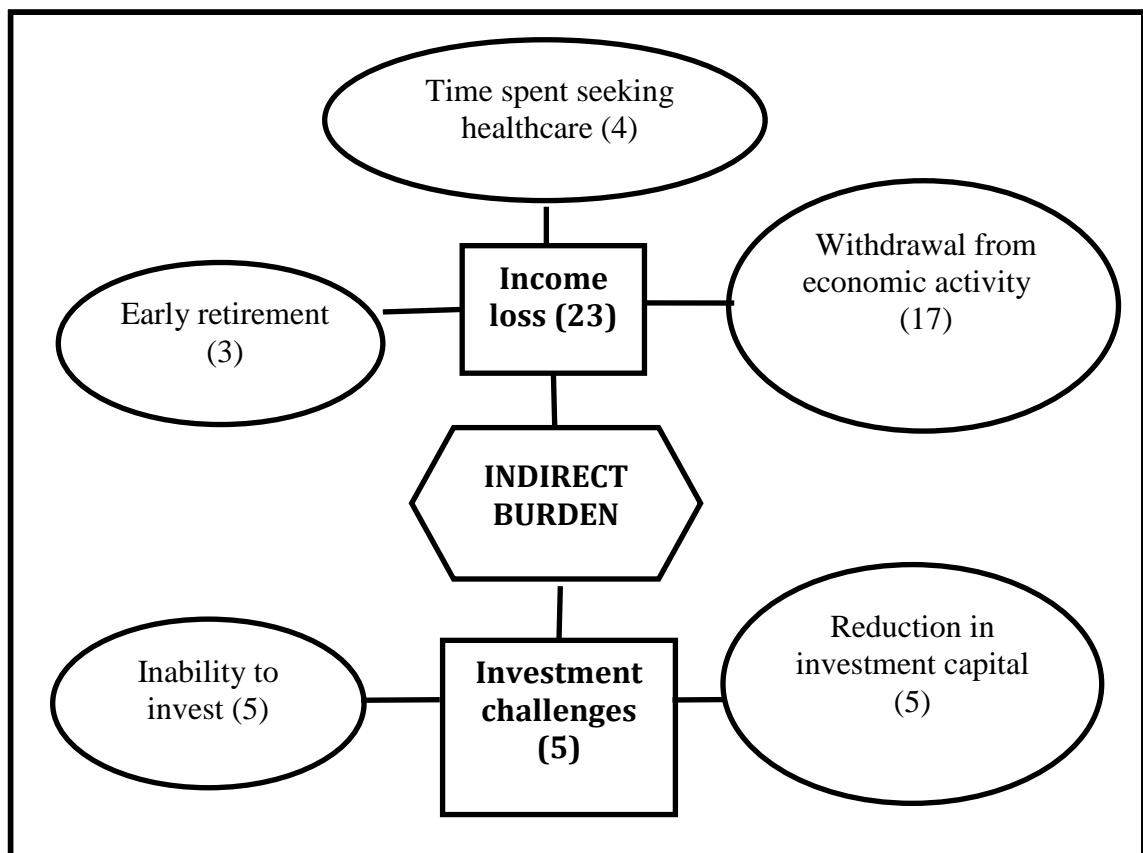 Time spent seeking
healthcare (4)
Withdrawal from
economic activity
(17)
Income
loss (23)
Early retirement
(3)
INDIRECT
BURDEN
Inability to
invest (5)
Investment
challenges
(5)
Reduction in
investment capital
(5)